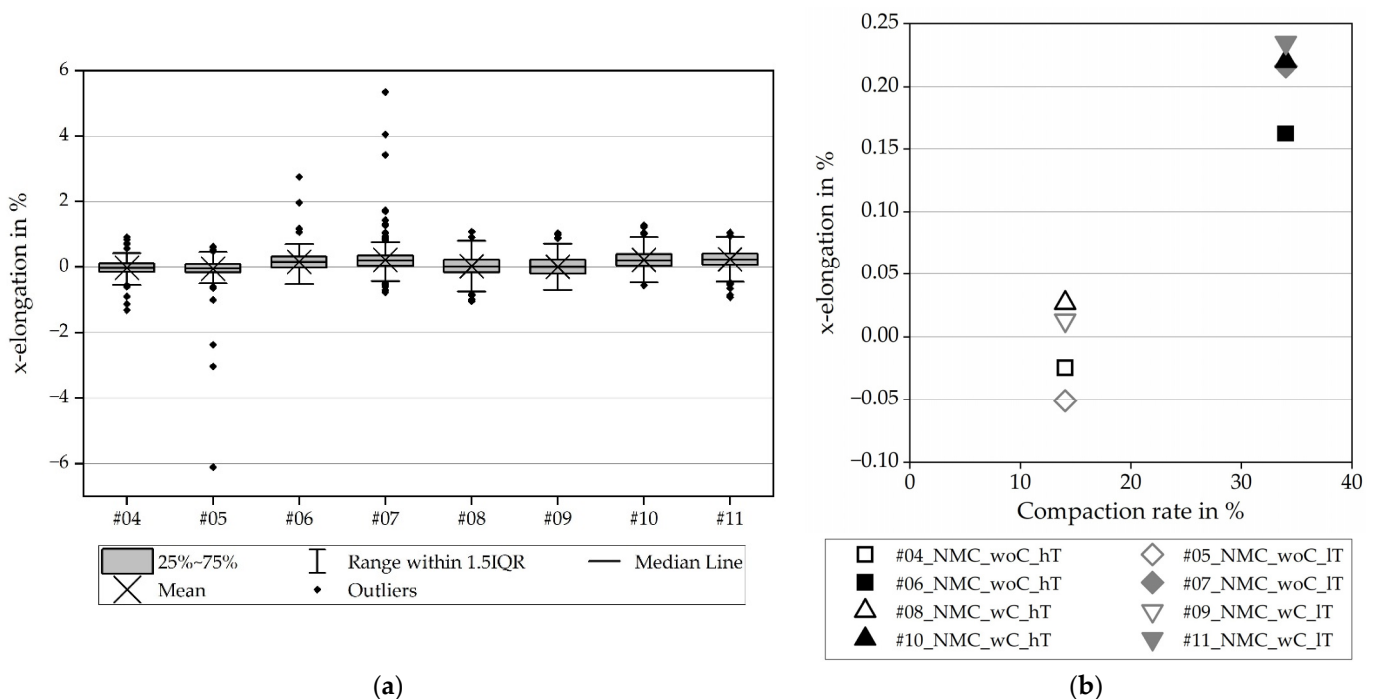 6
4
2
0
−2
−4
−6
x-elongation in %
#04 #05 #06 #07 #08 #09 #10 #11
25%~75% Range within 1.5IQR Median Line
Mean Outliers
(a)
0.25
0.20
0.15
0.10
0.05
0.00
−0.05
−0.10
x-elongation in %
0 10 20 30 40
Compaction rate in %
#04_NMC_woC_hT #05_NMC_woC_lT
#06_NMC_woC_hT #07_NMC_woC_lT
#08_NMC_wC_hT #09_NMC_wC_lT
#10_NMC_wC_hT #11_NMC_wC_lT
(b)